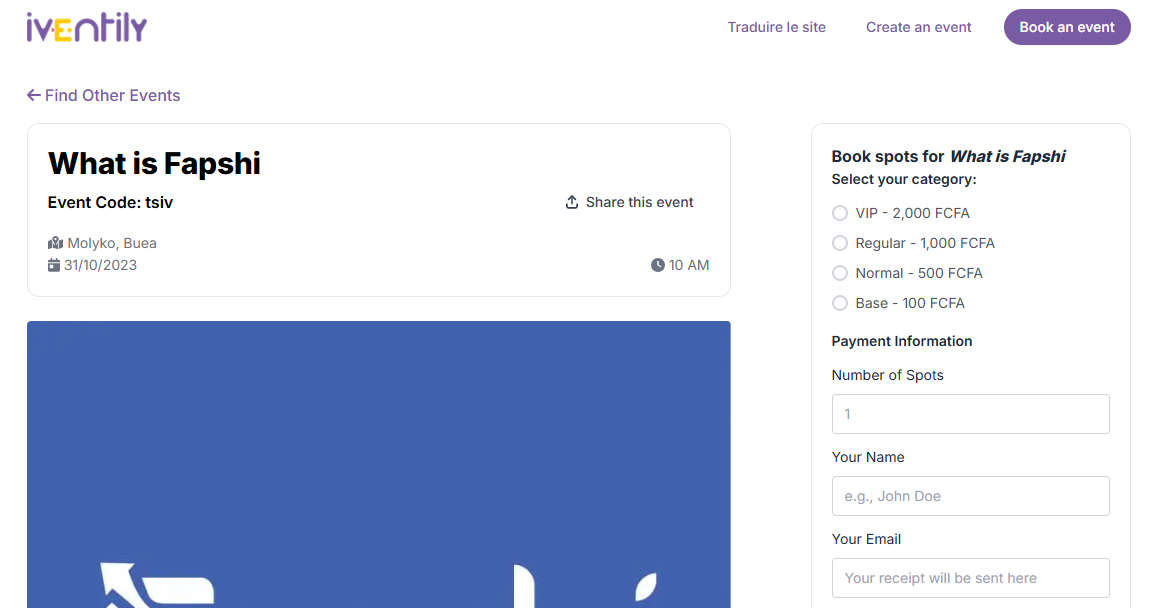 iventily
Traduire le site
Create an event
Book an event
Find Other Events
What is Fapshi
Event Code: tsiv
Share this event
Molyko, Buea
31/10/2023
10 AM
Book spots for What is Fapshi
Select your category:
VIP - 2,000 FCFA
Regular - 1,000 FCFA
Normal - 500 FCFA
Base - 100 FCFA
Payment Information
Number of Spots
1
Your Name
e.g., John Doe
Your Email
Your receipt will be sent here